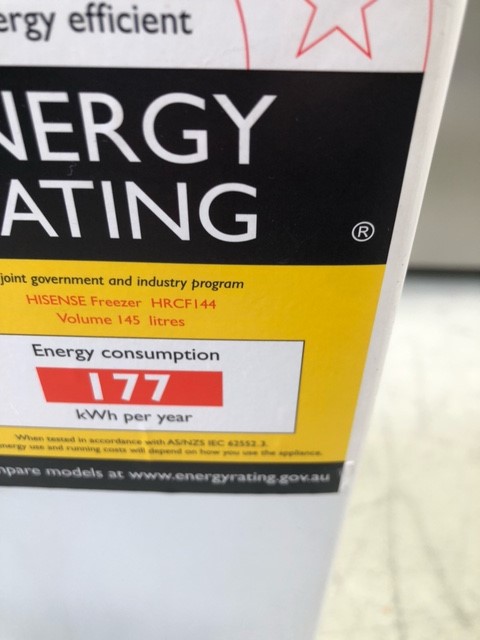 ergy efficient
NERGY
ATING ®
joint government and industry program
HISENSE Freezer HRCF144
Volume 145 litres
Energy consumption
177
kWh per year
When tested in accordance with AS/NZS IEC 62552.3.
nergy use and running costs will depend on how you use the appliance.
mpare models at www.energyrating.gov.au